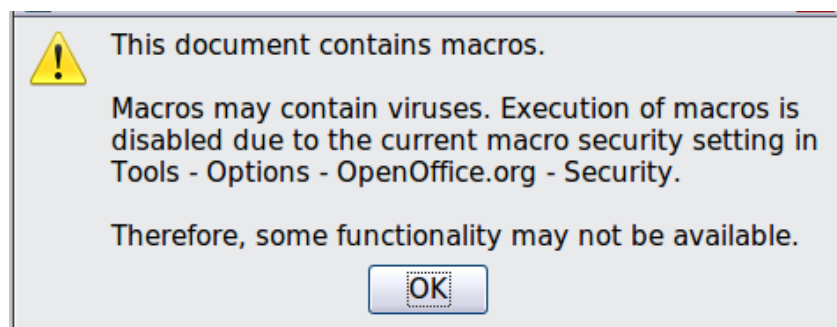 This document contains macros.
Macros may contain viruses. Execution of macros is
disabled due to the current macro security setting in
Tools - Options - OpenOffice.org - Security.
Therefore, some functionality may not be available.
OK